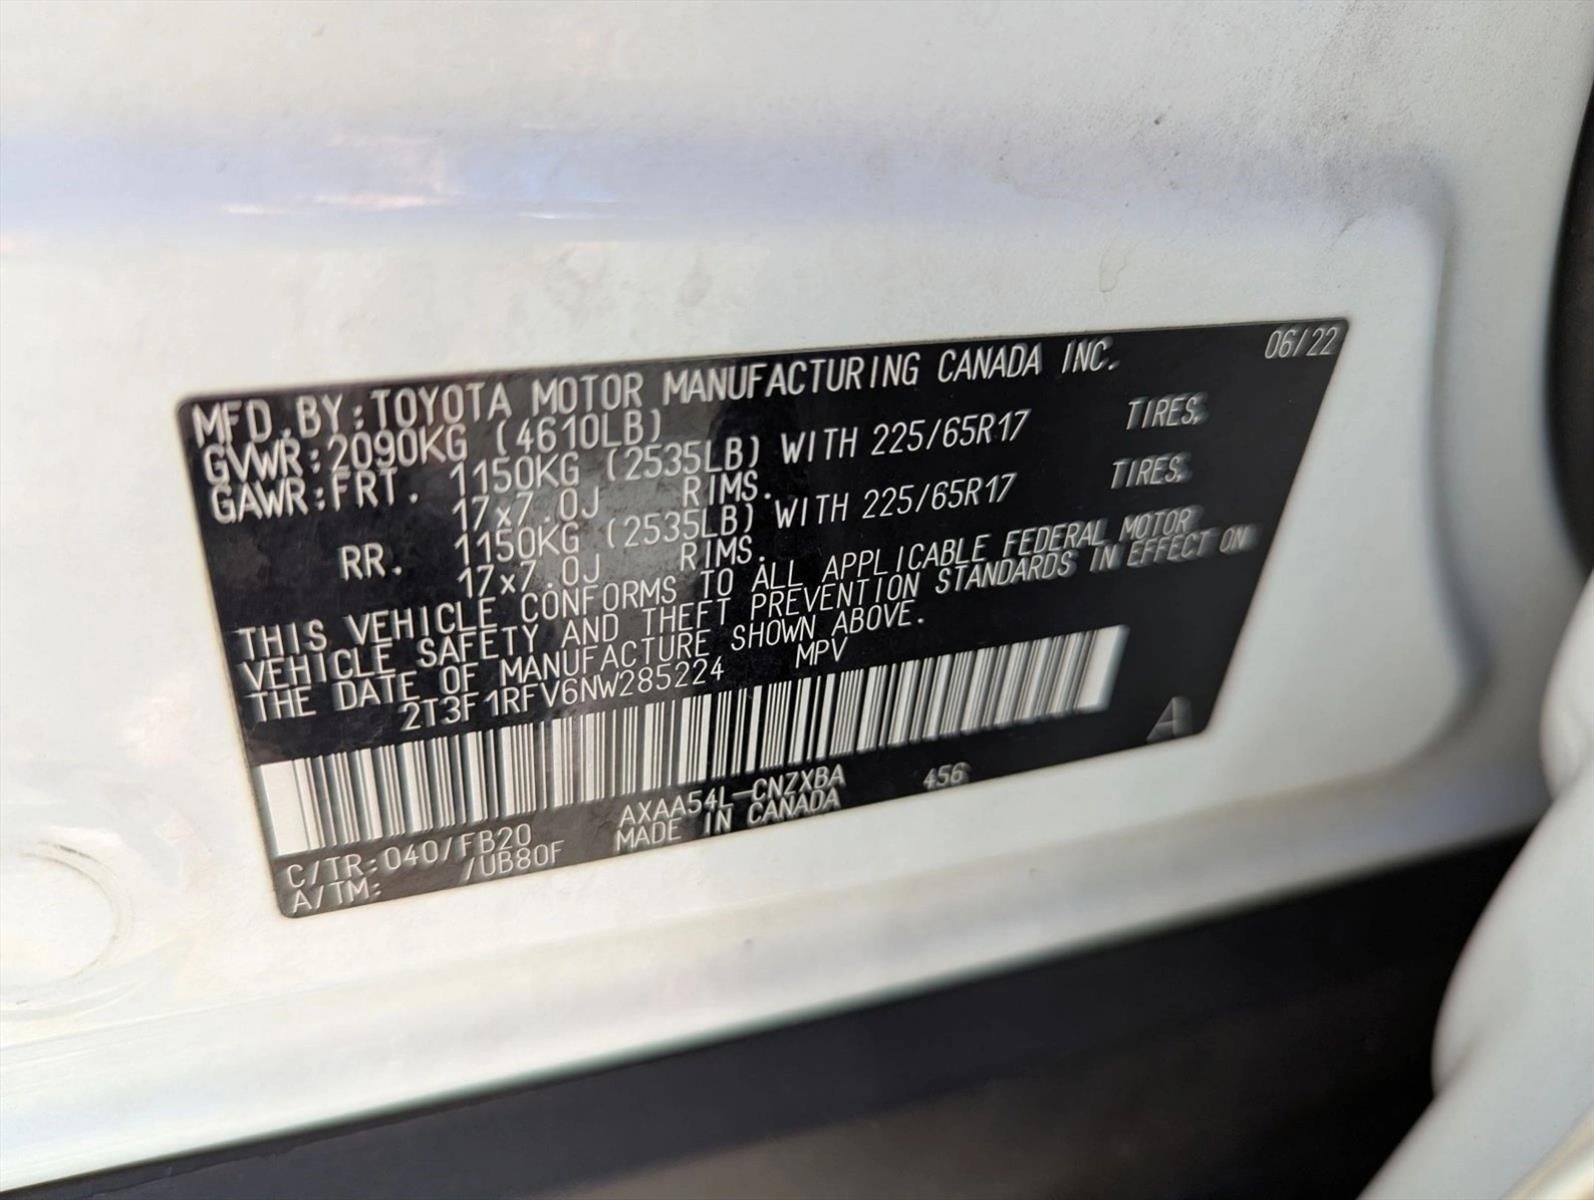 06/22
MFD. BY: TOYOTA MOTOR MANUFACTURING CANADA INC.
GVWR: 2090KG (4610LB)
GAWR: FRT. 1150KG (2535LB) WITH 225/65R17 TIRES,
17x7.0J RIMS.
RR. 1150KG (2535LB) WITH 225/65R17 TIRES,
17x7.0J RIMS.
THIS VEHICLE CONFORMS TO ALL APPLICABLE FEDERAL MOTOR
VEHICLE SAFETY AND THEFT PREVENTION STANDARDS IN EFFECT ON
THE DATE OF MANUFACTURE SHOWN ABOVE.
2T3F1RFV6NW285224 MPV
A
C/TR: 040/FB20 AXAA54L-CNZXBA 456
A/TM: /UB80F MADE IN CANADA